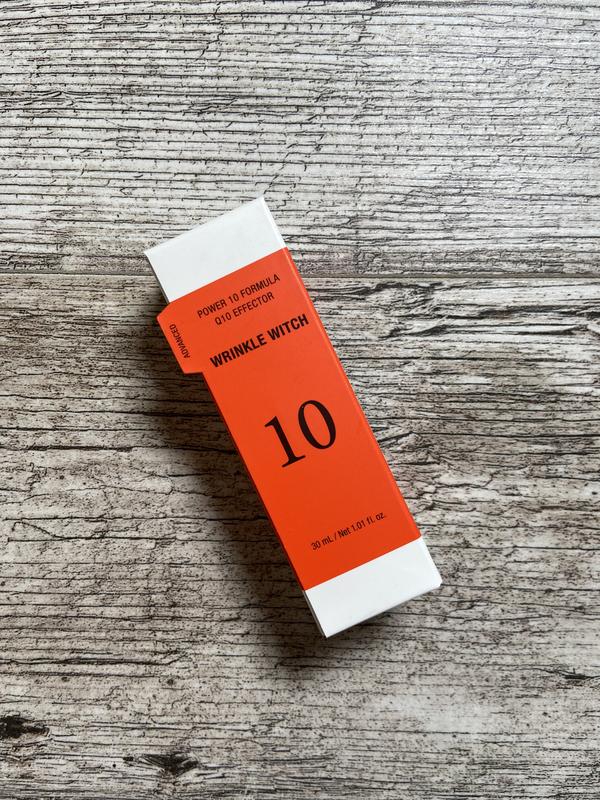 POWER 10 FORMULA
Q10 EFFECTOR
WRINKLE WITCH
ADVANCED
10
30 mL / Net 1.01 fl. oz.